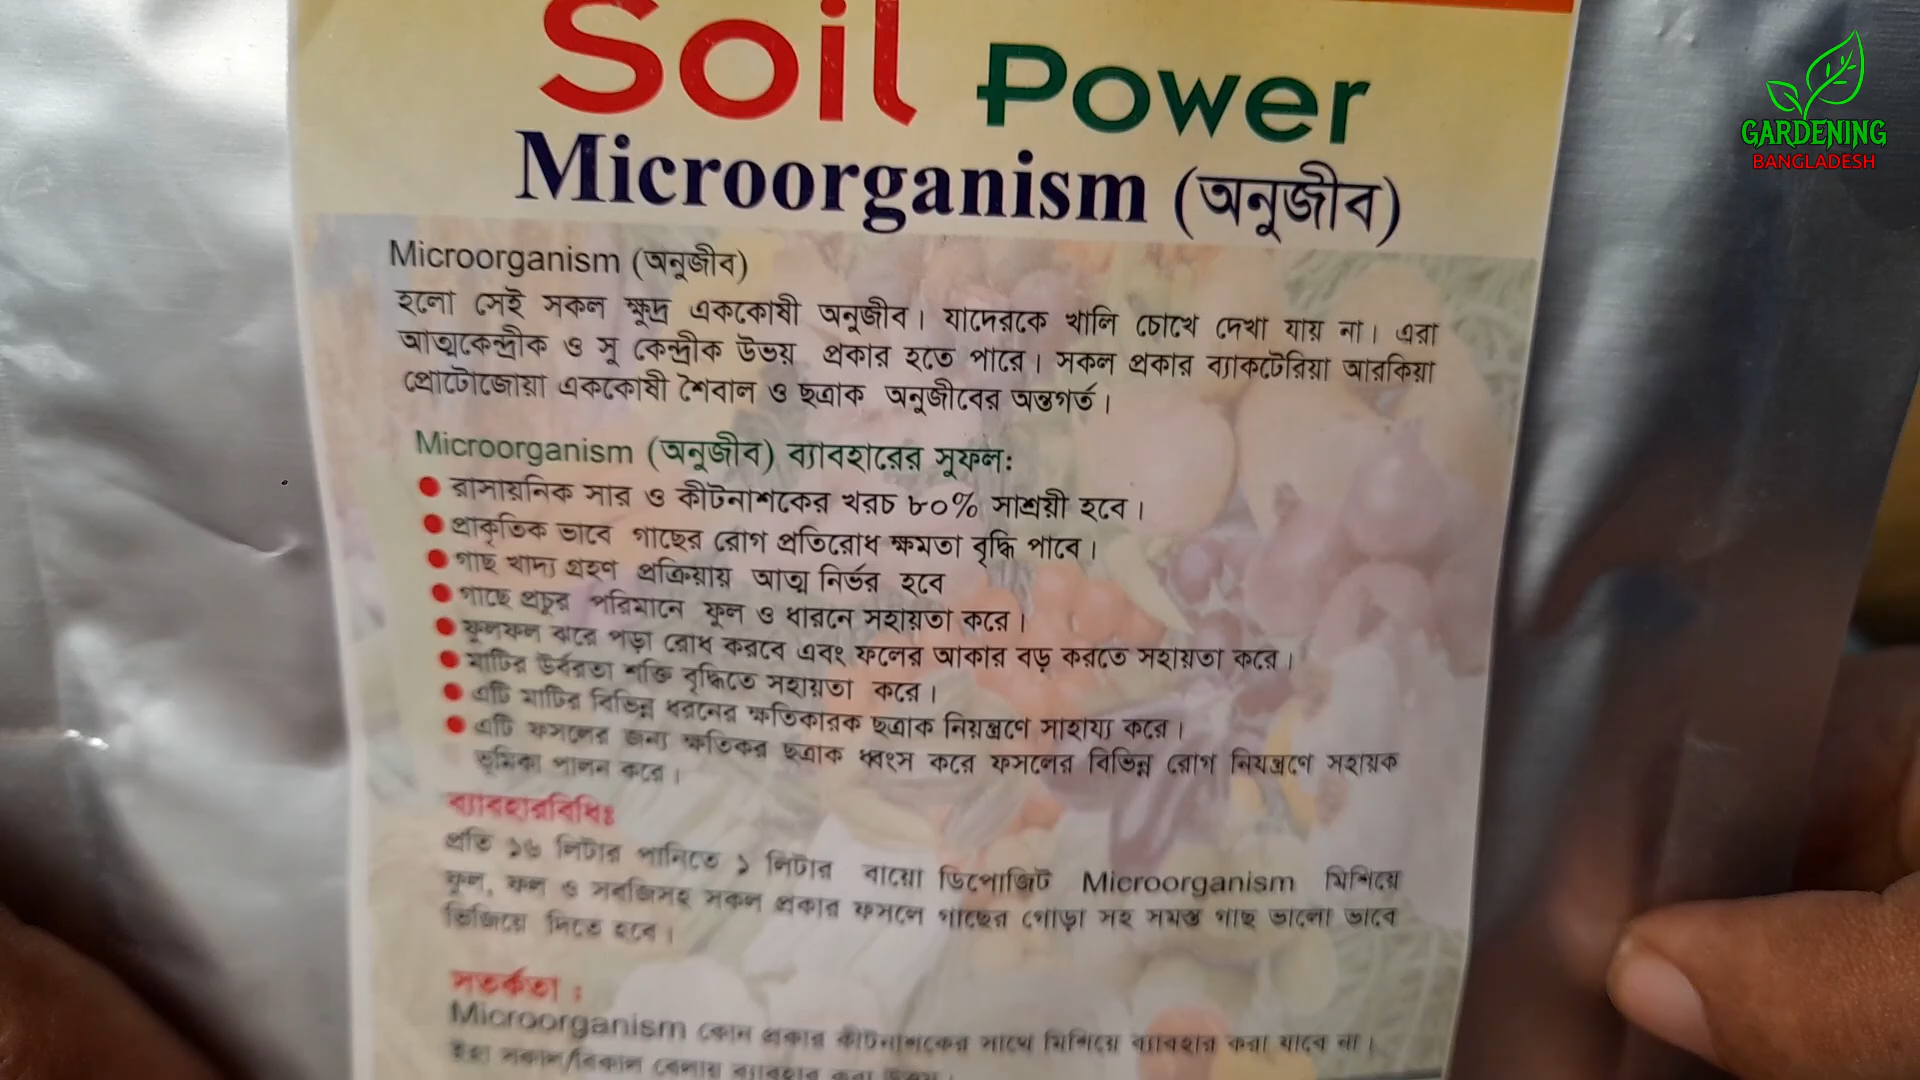 Soil Power
GARDENING
BANGLADESH
Microorganism (অনুজীব)
Microorganism (অনুজীব)
হলো সেই সকল ক্ষুদ্র এককোষী অনুজীব। যাদেরকে খালি চোখে দেখা যায় না। এরা
আত্মকেন্দ্রীক ও সু কেন্দ্রীক উভয় প্রকার হতে পারে। সকল প্রকার ব্যাকটেরিয়া আরকিয়া
প্রোটোজোয়া এককোষী শৈবাল ও ছত্রাক অনুজীবের অন্তগর্ত।
Microorganism (অনুজীব) ব্যাবহারের সুফল:
রাসায়নিক সার ও কীটনাশকের খরচ ৮০% সাশ্রয়ী হবে।
প্রাকৃতিক ভাবে গাছের রোগ প্রতিরোধ ক্ষমতা বৃদ্ধি পাবে।
গাছ খাদ্য গ্রহণ প্রক্রিয়ায় আত্ম নির্ভর হবে
গাছে প্রচুর পরিমানে ফুল ও ধারনে সহায়তা করে।
ফুলফল ঝরে পড়া রোধ করবে এবং ফলের আকার বড় করতে সহায়তা করে।
মাটির উর্বরতা শক্তি বৃদ্ধিতে সহায়তা করে।
এটি মাটির বিভিন্ন ধরনের ক্ষতিকারক ছত্রাক নিয়ন্ত্রণে সাহায্য করে।
এটি ফসলের জন্য ক্ষতিকর ছত্রাক ধ্বংস করে ফসলের বিভিন্ন রোগ নিয়ন্ত্রণে সহায়ক
ভূমিকা পালন করে।
ব্যাবহারবিধিঃ
প্রতি ১৬ লিটার পানিতে ১ লিটার বায়ো ডিপোজিট Microorganism মিশিয়ে
ফুল, ফল ও সবজিসহ সকল প্রকার ফসলে গাছের গোড়া সহ সমস্ত গাছ ভালো ভাবে
ভিজিয়ে দিতে হবে।
সতর্কতা :
Microorganism কোন প্রকার কীটনাশকের সাথে মিশিয়ে ব্যাবহার করা যাবে না।
ইহা সকাল/বিকাল বেলায় ব্যাবহার করা